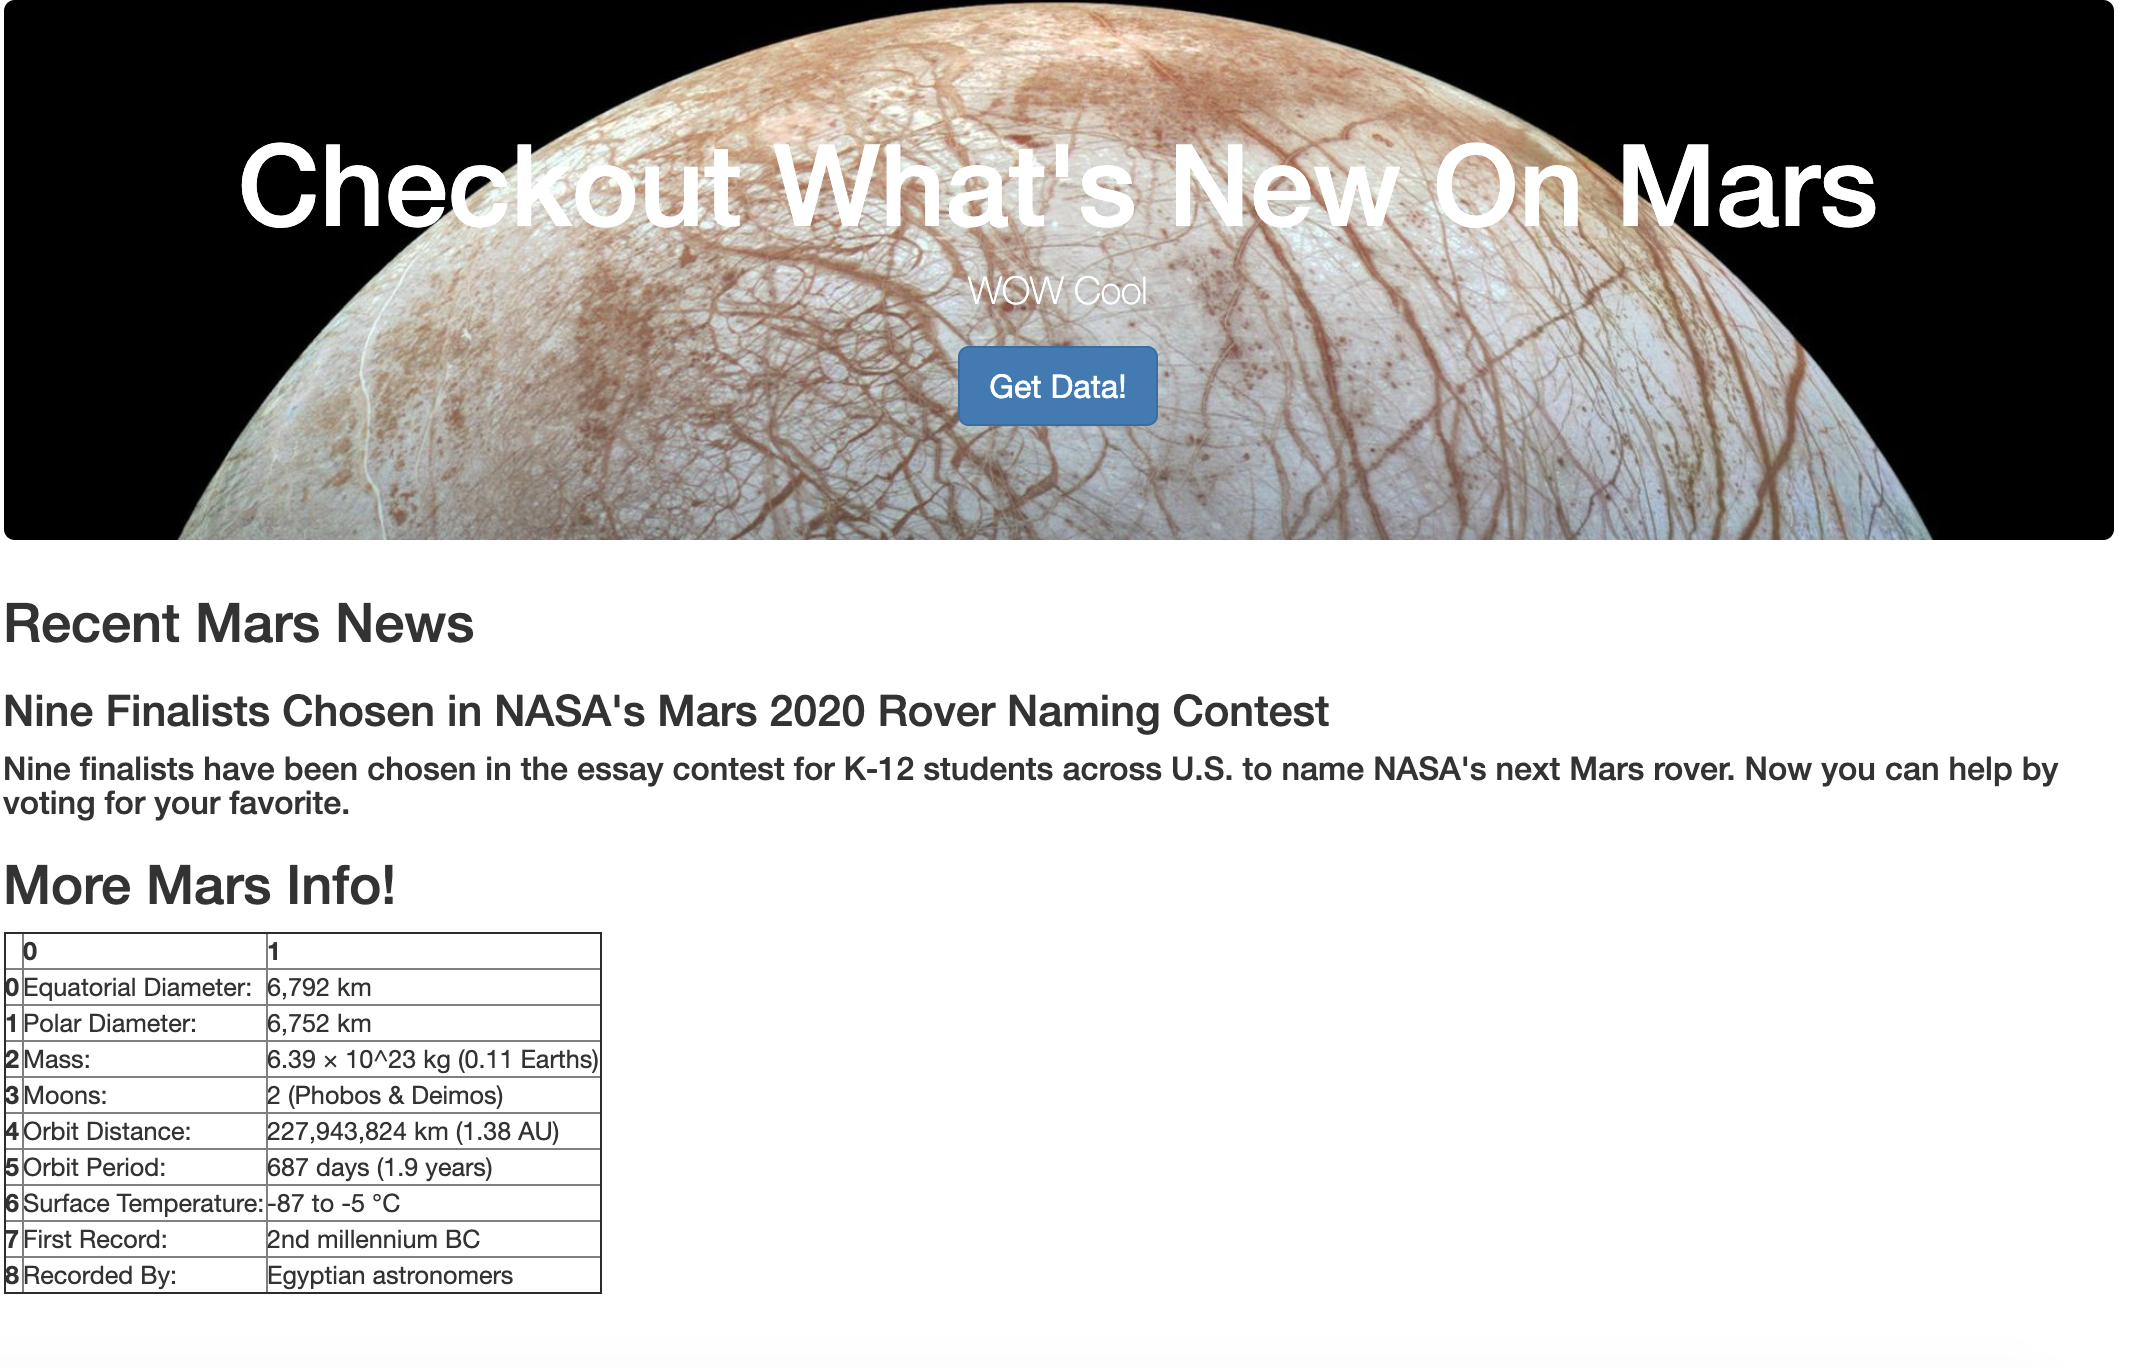 Checkout What's New On Mars
WOW Cool
Get Data!
Recent Mars News
Nine Finalists Chosen in NASA's Mars 2020 Rover Naming Contest
Nine finalists have been chosen in the essay contest for K-12 students across U.S. to name NASA's next Mars rover. Now you can help by
voting for your favorite.
More Mars Info!
0 1
0 Equatorial Diameter: 6,792 km
1 Polar Diameter: 6,752 km
2 Mass: 6.39 × 10^23 kg (0.11 Earths)
3 Moons: 2 (Phobos & Deimos)
4 Orbit Distance: 227,943,824 km (1.38 AU)
5 Orbit Period: 687 days (1.9 years)
6 Surface Temperature: -87 to -5 °C
7 First Record: 2nd millennium BC
8 Recorded By: Egyptian astronomers